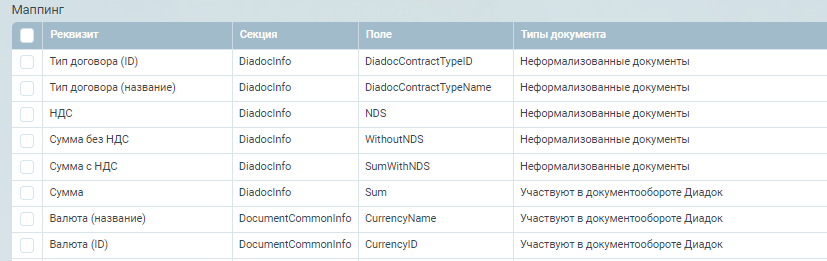 Маппинг
Реквизит Секция Поле Типы документа
Тип договора (ID) DiadocInfo DiadocContractTypeID Неформализованные документы
Тип договора (название) DiadocInfo DiadocContractTypeName Неформализованные документы
НДС DiadocInfo NDS Неформализованные документы
Сумма без НДС DiadocInfo WithoutNDS Неформализованные документы
Сумма с НДС DiadocInfo SumWithNDS Неформализованные документы
Сумма DiadocInfo Sum Участвуют в документообороте Диадок
Валюта (название) DocumentCommonInfo CurrencyName Участвуют в документообороте Диадок
Валюта (ID) DocumentCommonInfo CurrencyID Участвуют в документообороте Диадок